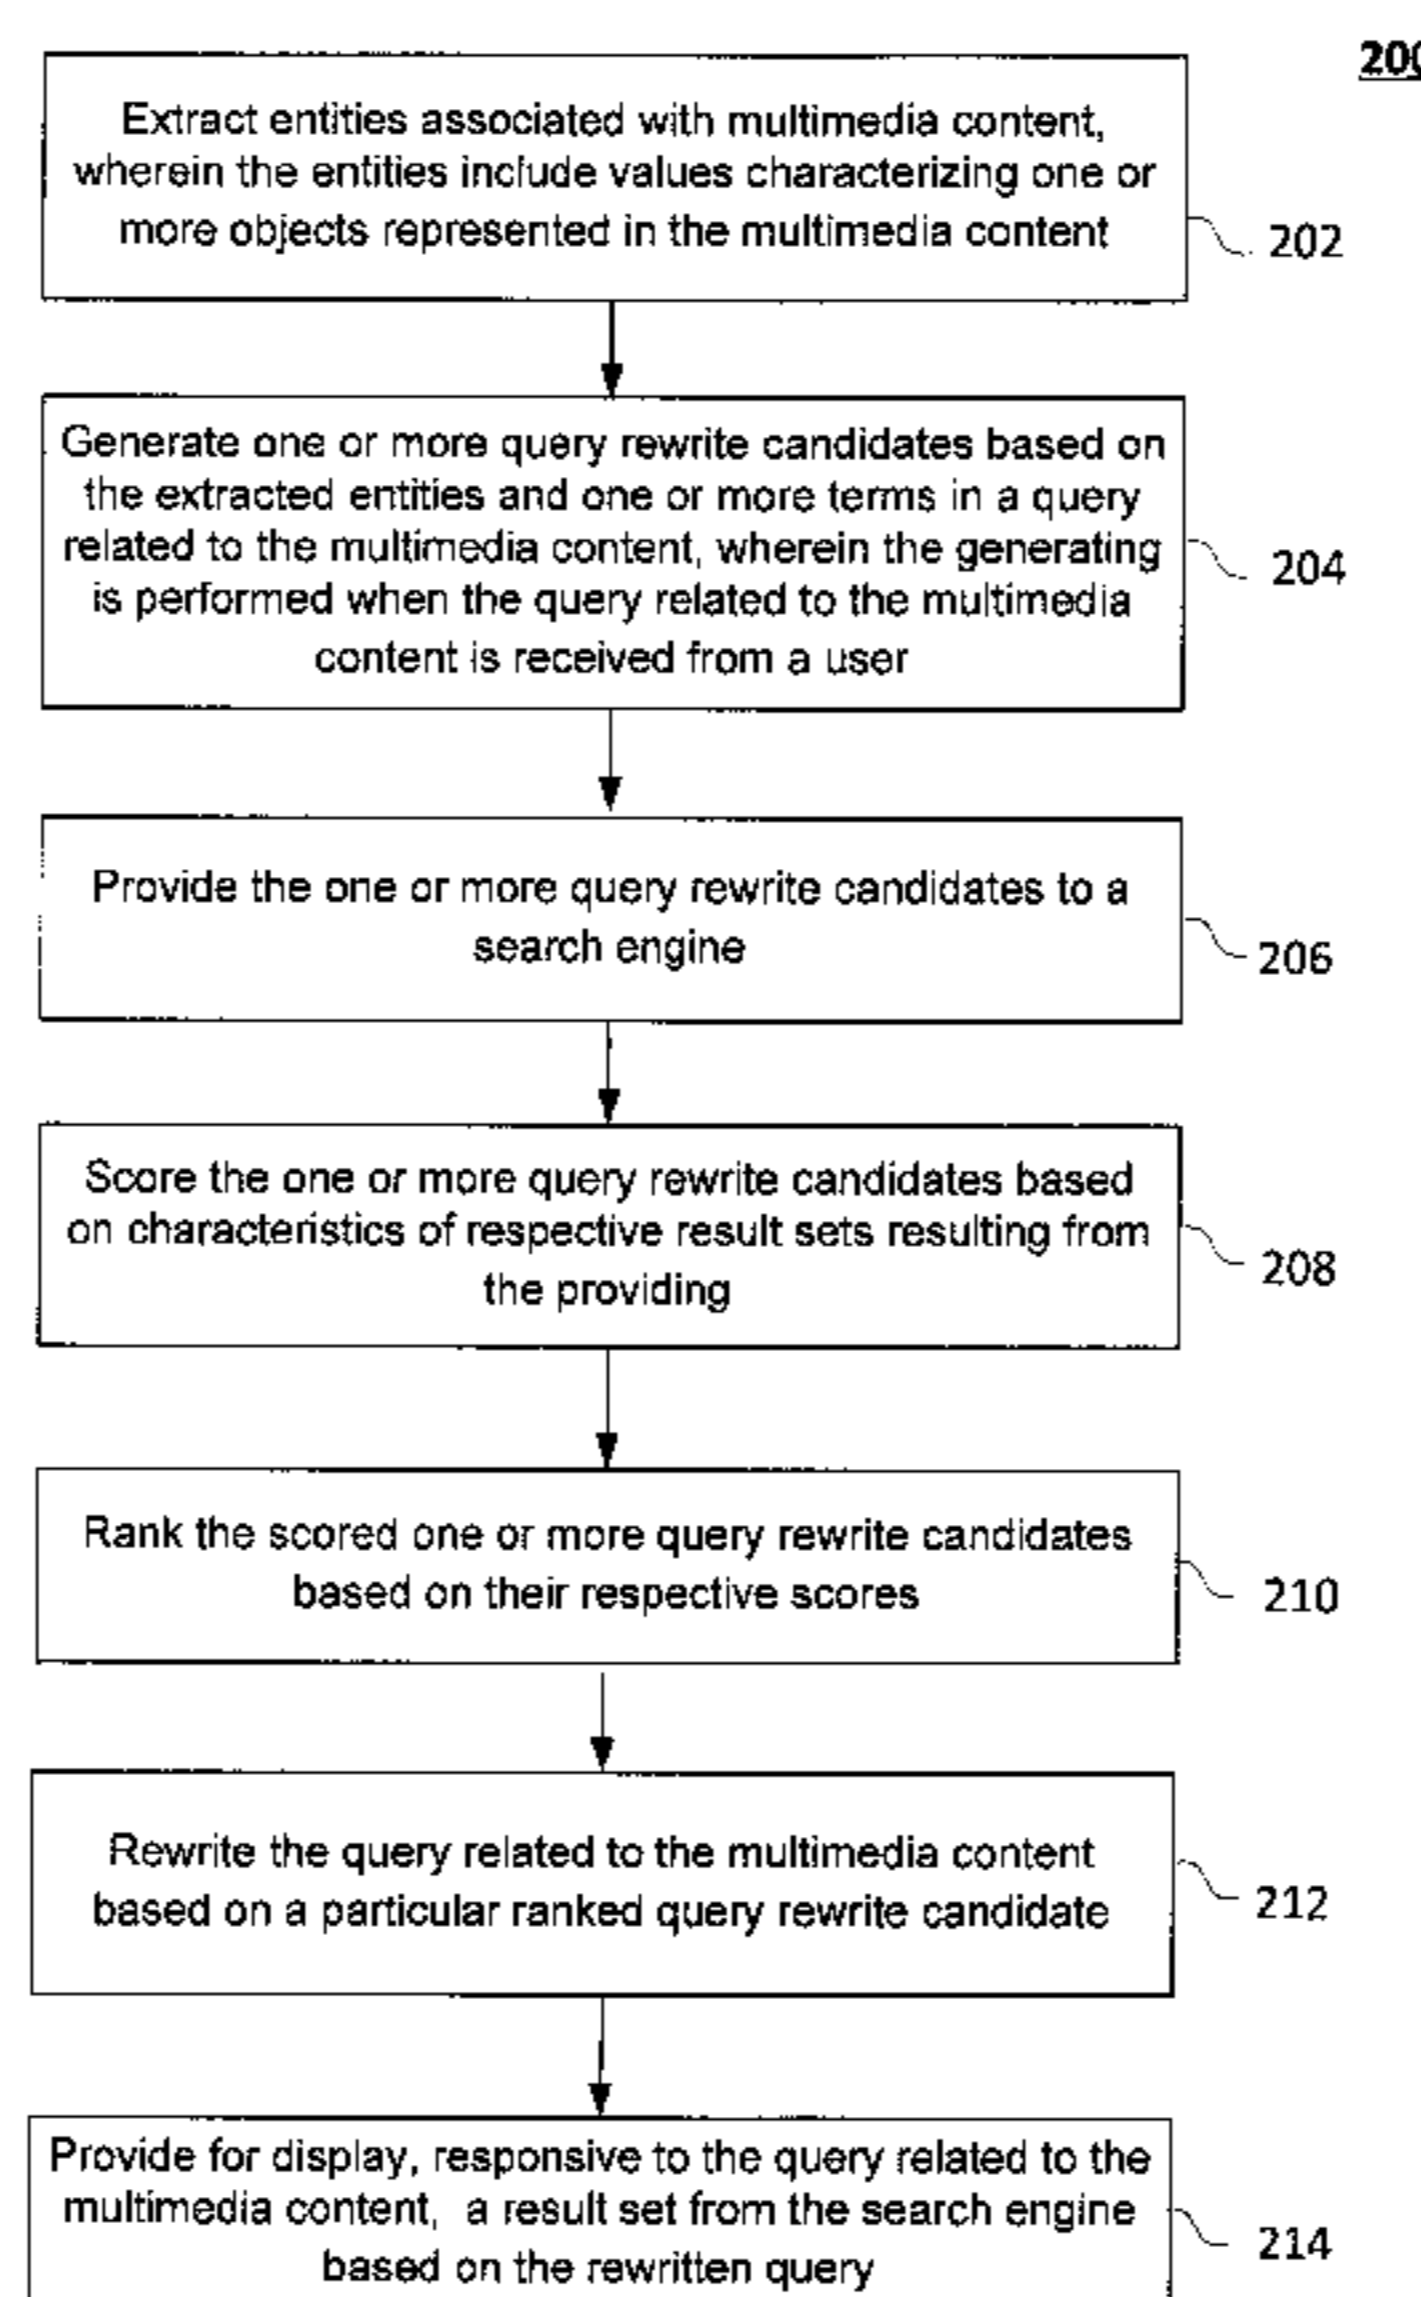 200
Extract entities associated with multimedia content,
wherein the entities include values characterizing one or
more objects represented in the multimedia content
202
Generate one or more query rewrite candidates based on
the extracted entities and one or more terms in a query
related to the multimedia content, wherein the generating
is performed when the query related to the multimedia
content is received from a user
204
Provide the one or more query rewrite candidates to a
search engine
206
Score the one or more query rewrite candidates based
on characteristics of respective result sets resulting from
the providing
208
Rank the scored one or more query rewrite candidates
based on their respective scores
210
Rewrite the query related to the multimedia content
based on a particular ranked query rewrite candidate
212
Provide for display, responsive to the query related to the
multimedia content, a result set from the search engine
based on the rewritten query
214